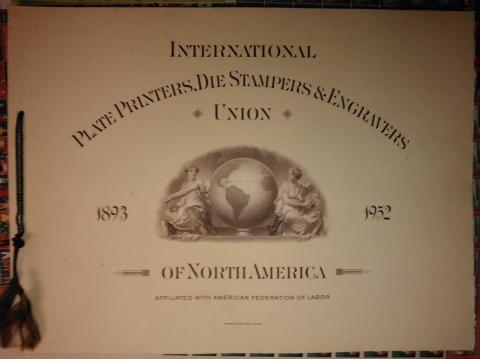 INTERNATIONAL
PLATE PRINTERS, DIE STAMPERS & ENGRAVERS
UNION
1893
1952
OF NORTH AMERICA
AFFILIATED WITH AMERICAN FEDERATION OF LABOR